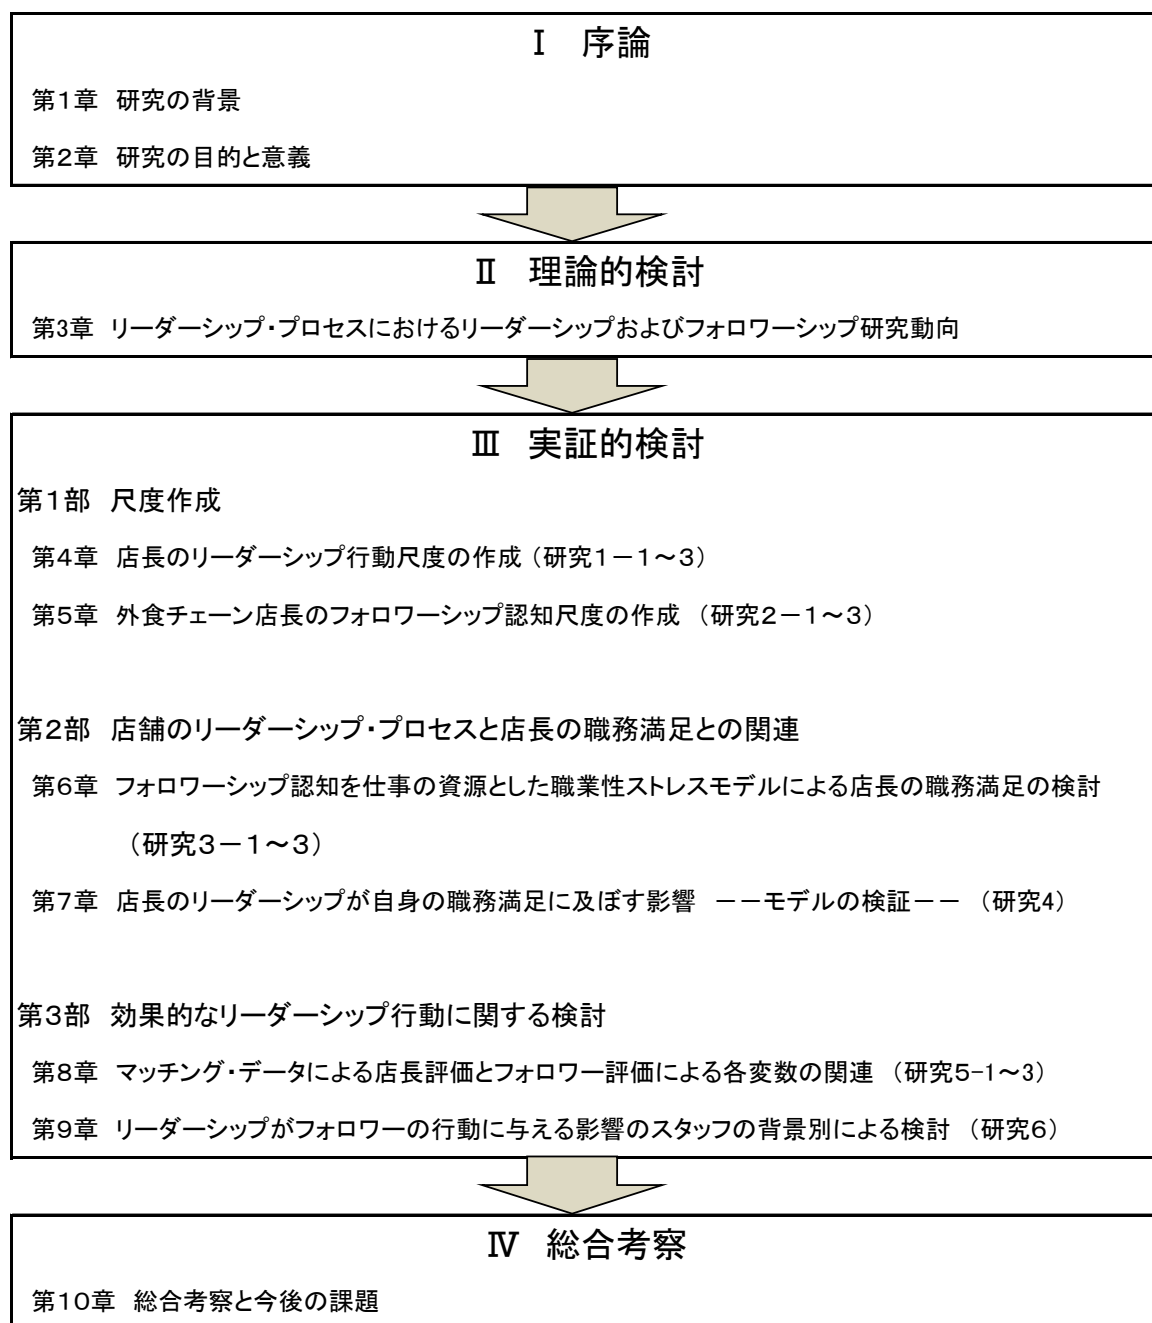 Ⅰ　序論
第1章　研究の背景
第2章　研究の目的と意義
Ⅱ　理論的検討
第3章　リーダーシップ・プロセスにおけるリーダーシップおよびフォロワーシップ研究動向
Ⅲ　実証的検討
第1部　尺度作成
第4章　店長のリーダーシップ行動尺度の作成（研究1－1～3）
第5章　外食チェーン店長のフォロワーシップ認知尺度の作成　（研究2－1～3）
第2部　店舗のリーダーシップ・プロセスと店長の職務満足との関連
第6章　フォロワーシップ認知を仕事の資源とした職業性ストレスモデルによる店長の職務満足の検討
（研究3－1～3）
第7章　店長のリーダーシップが自身の職務満足に及ぼす影響　－－モデルの検証－－　（研究4）
第3部　効果的なリーダーシップ行動に関する検討
第8章　マッチング・データによる店長評価とフォロワー評価による各変数の関連　（研究5-1～3）
第9章　リーダーシップがフォロワーの行動に与える影響のスタッフの背景別による検討　（研究6）
Ⅳ　総合考察
第10章　総合考察と今後の課題